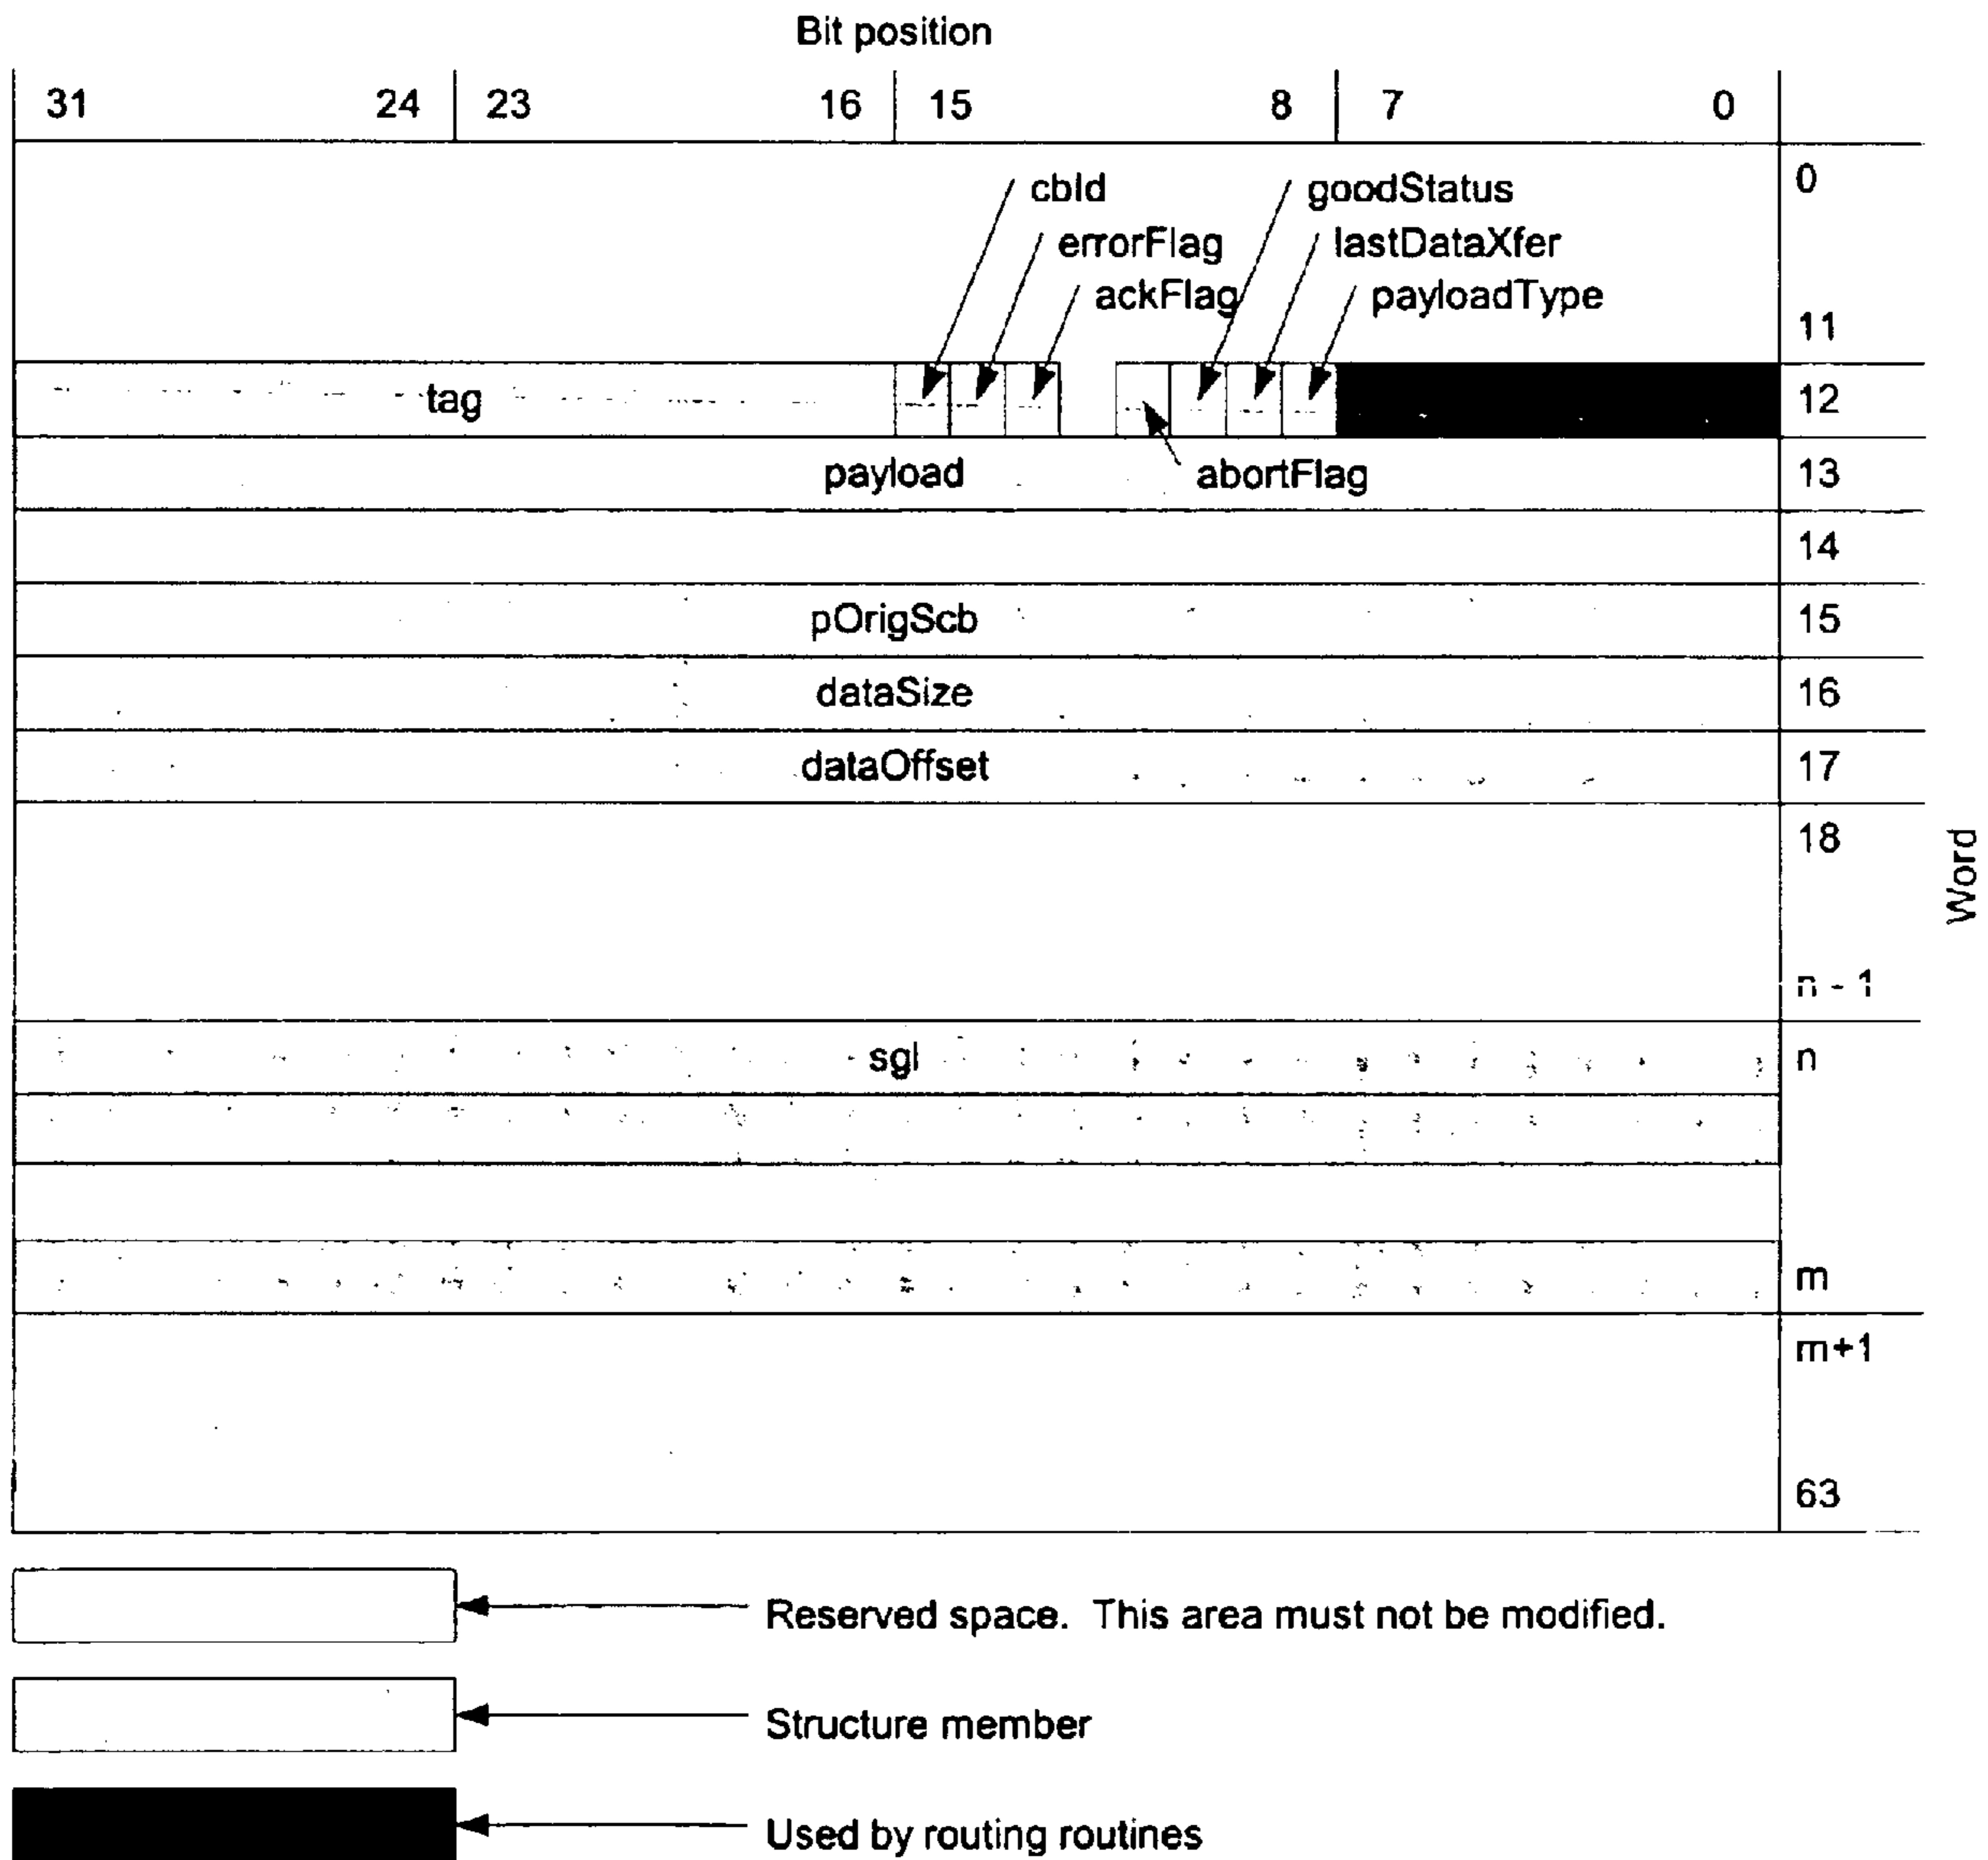 Bit position
31 24 23 16 15 8 7 0
0
cbId goodStatus
errorFlag lastDataXfer
ackFlag payloadType
11
tag 12
payload abortFlag 13
14
pOrigScb 15
dataSize 16
dataOffset 17
18
Word
n - 1
sgl n
m
m+1
63
Reserved space. This area must not be modified.
Structure member
Used by routing routines